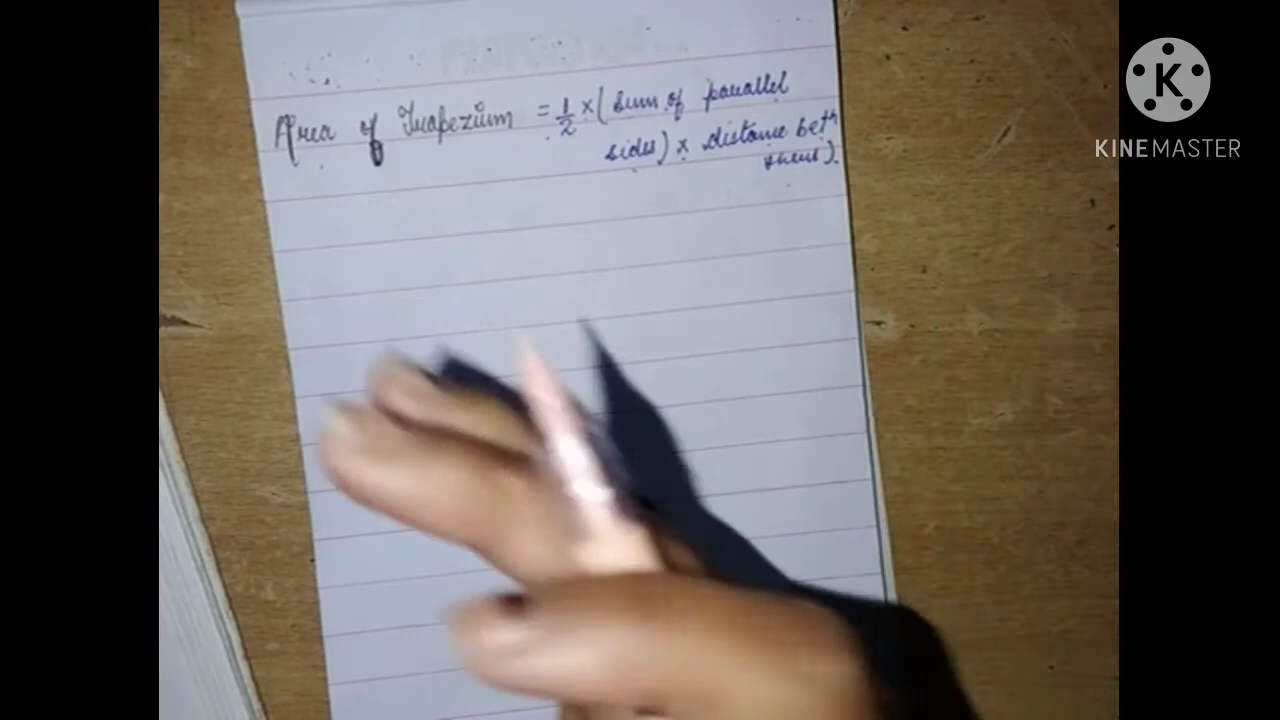 Area of Trapezium = 1/2 × ( sum of parallel
sides) × distance betn
them).
KINEMASTER